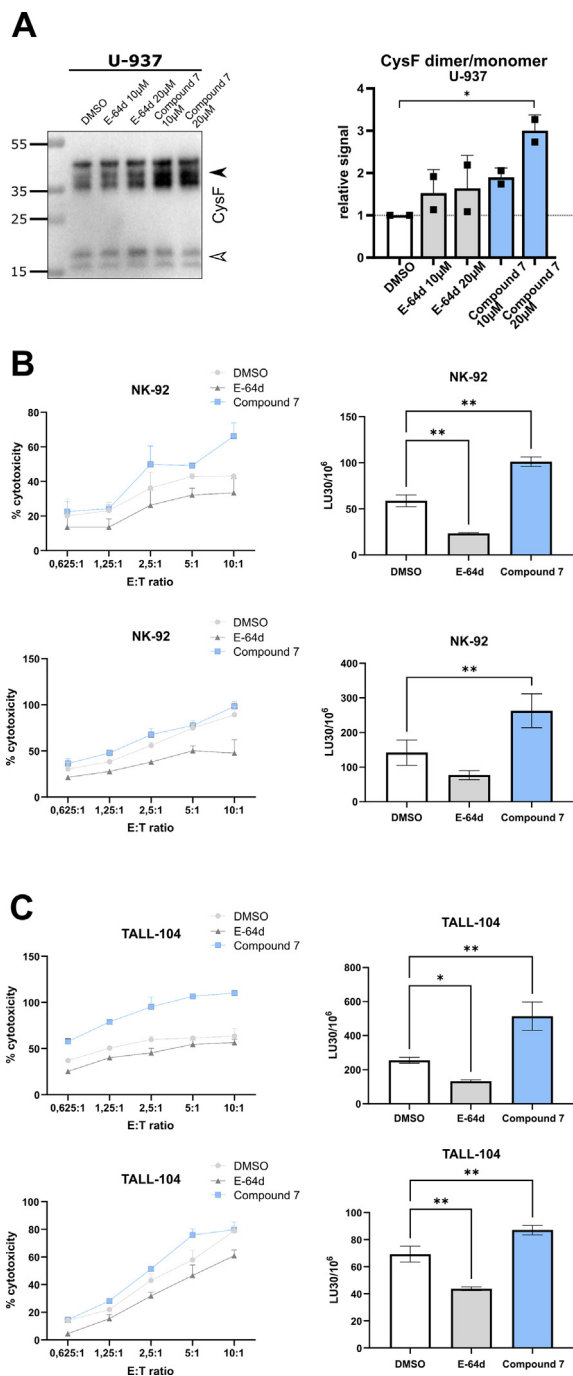 A
U-937
DMSO
E-64d 10µM
E-64d 20µM
Compound 7
10µM
Compound 7
20µM
55
35
25
15
CysF
CysF dimer/monomer
U-937
*
relative signal
4
3
2
1
0
DMSO
E-64d 10µM
E-64d 20µM
Compound 7
10µM
Compound 7
20µM
B
NK-92
DMSO
E-64d
Compound 7
% cytotoxicity
80
60
40
20
0
0,625:1 1,25:1 2,5:1 5:1 10:1
E:T ratio
NK-92
**
**
LU30/10⁶
150
100
50
0
DMSO E-64d Compound 7
NK-92
DMSO
E-64d
Compound 7
% cytotoxicity
150
100
50
0
0,625:1 1,25:1 2,5:1 5:1 10:1
E:T ratio
NK-92
**
LU30/10⁶
400
300
200
100
0
DMSO E-64d Compound 7
C
TALL-104
DMSO
E-64d
Compound 7
% cytotoxicity
150
100
50
0
0,625:1 1,25:1 2,5:1 5:1 10:1
E:T ratio
TALL-104
**
*
LU30/10⁶
800
600
400
200
0
DMSO E-64d Compound 7
TALL-104
DMSO
E-64d
Compound 7
% cytotoxicity
100
80
60
40
20
0
0,625:1 1,25:1 2,5:1 5:1 10:1
E:T ratio
TALL-104
**
**
LU30/10⁶
100
80
60
40
20
0
DMSO E-64d Compound 7